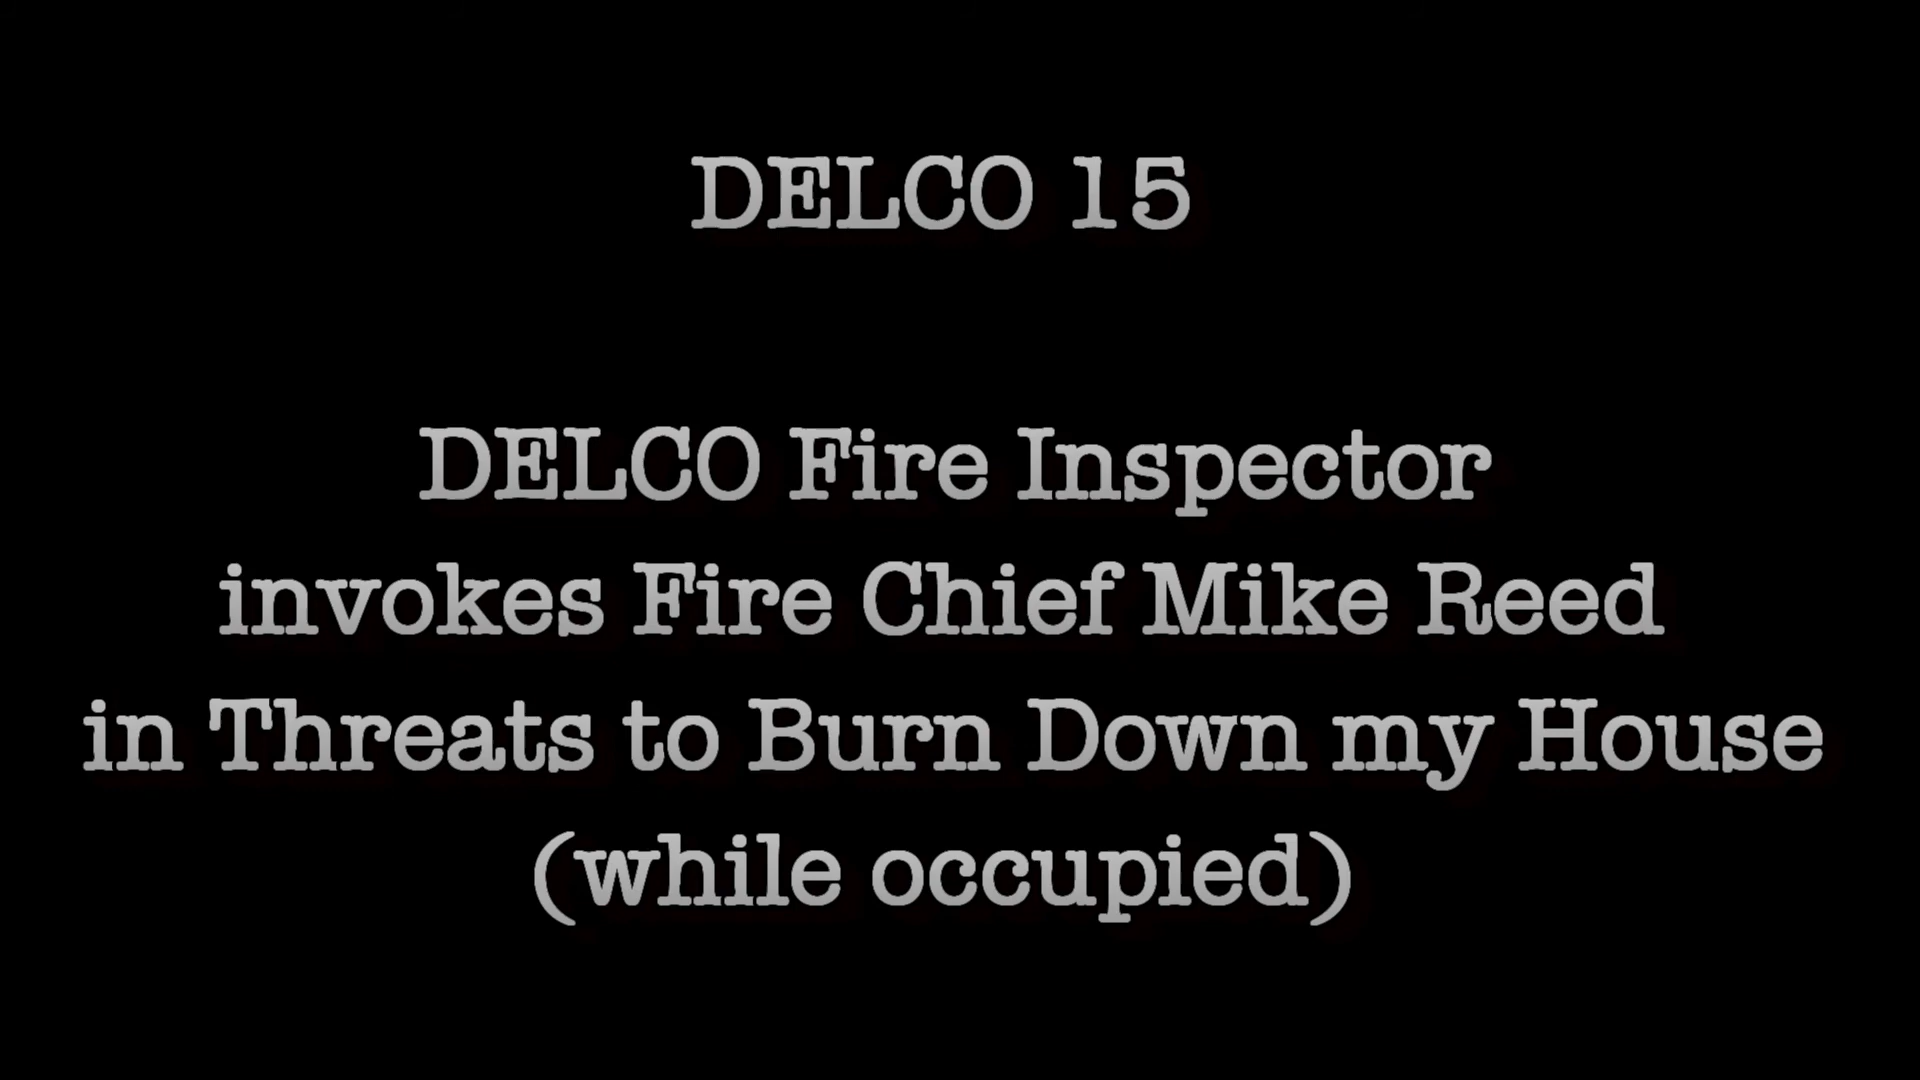 DELCO 15
DELCO Fire Inspector
invokes Fire Chief Mike Reed
in Threats to Burn Down my House
(while occupied)